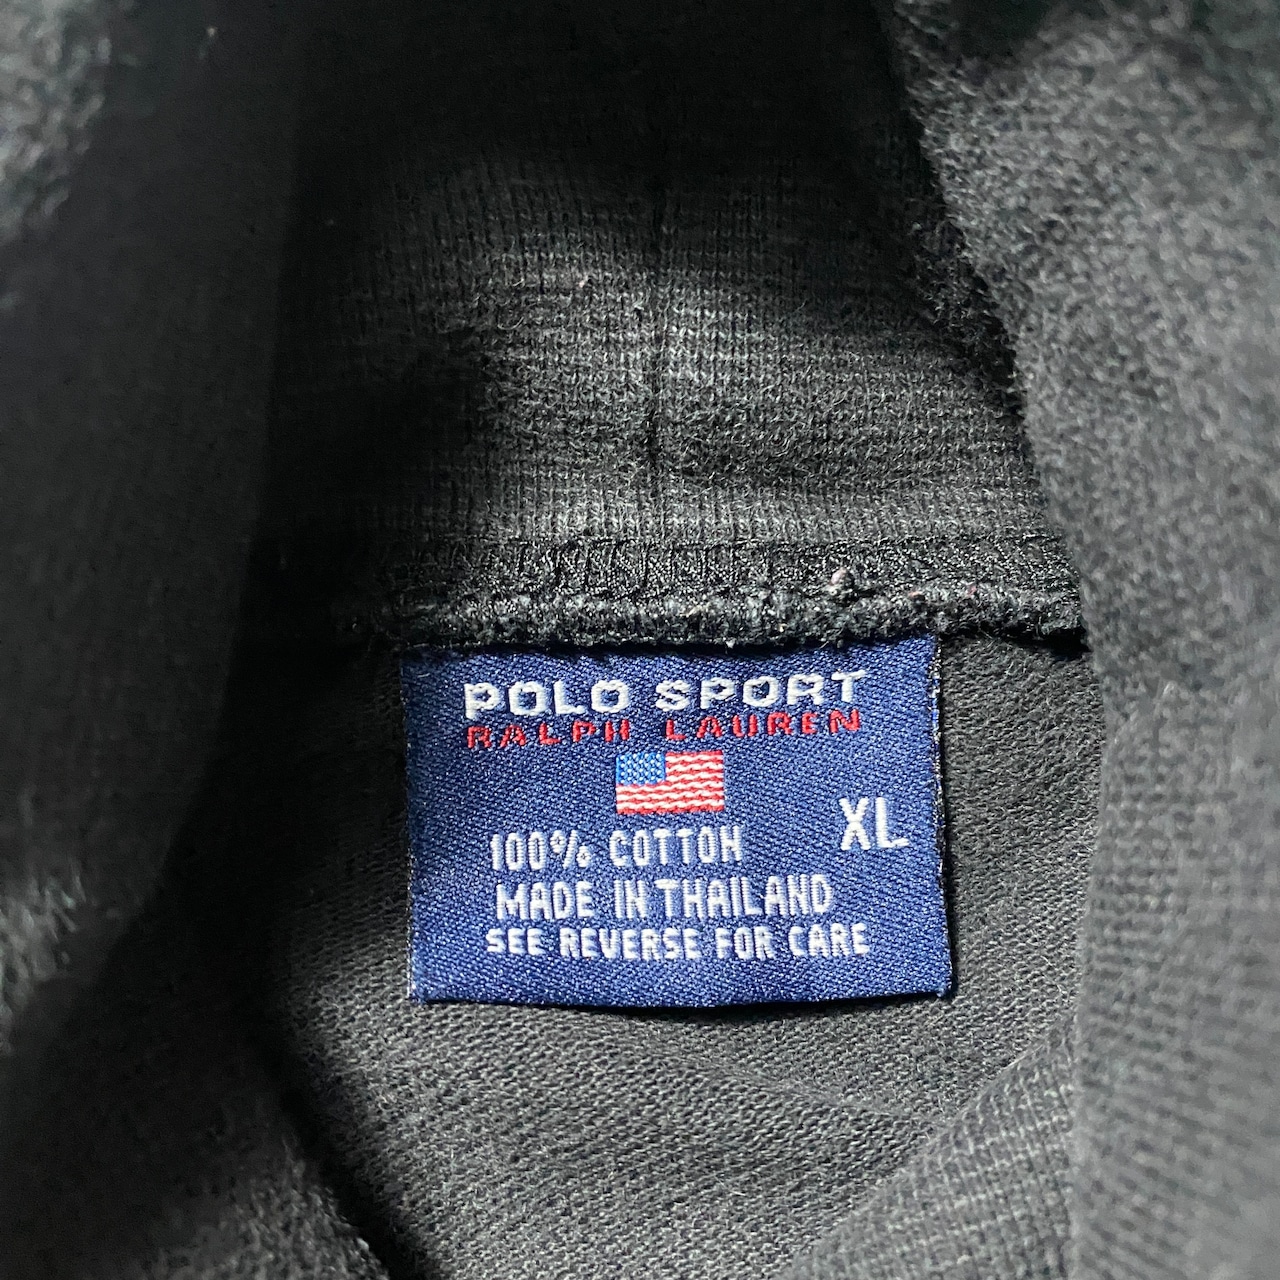 POLO SPORT
RALPH LAUREN
XL
100% COTTON
MADE IN THAILAND
SEE REVERSE FOR CARE